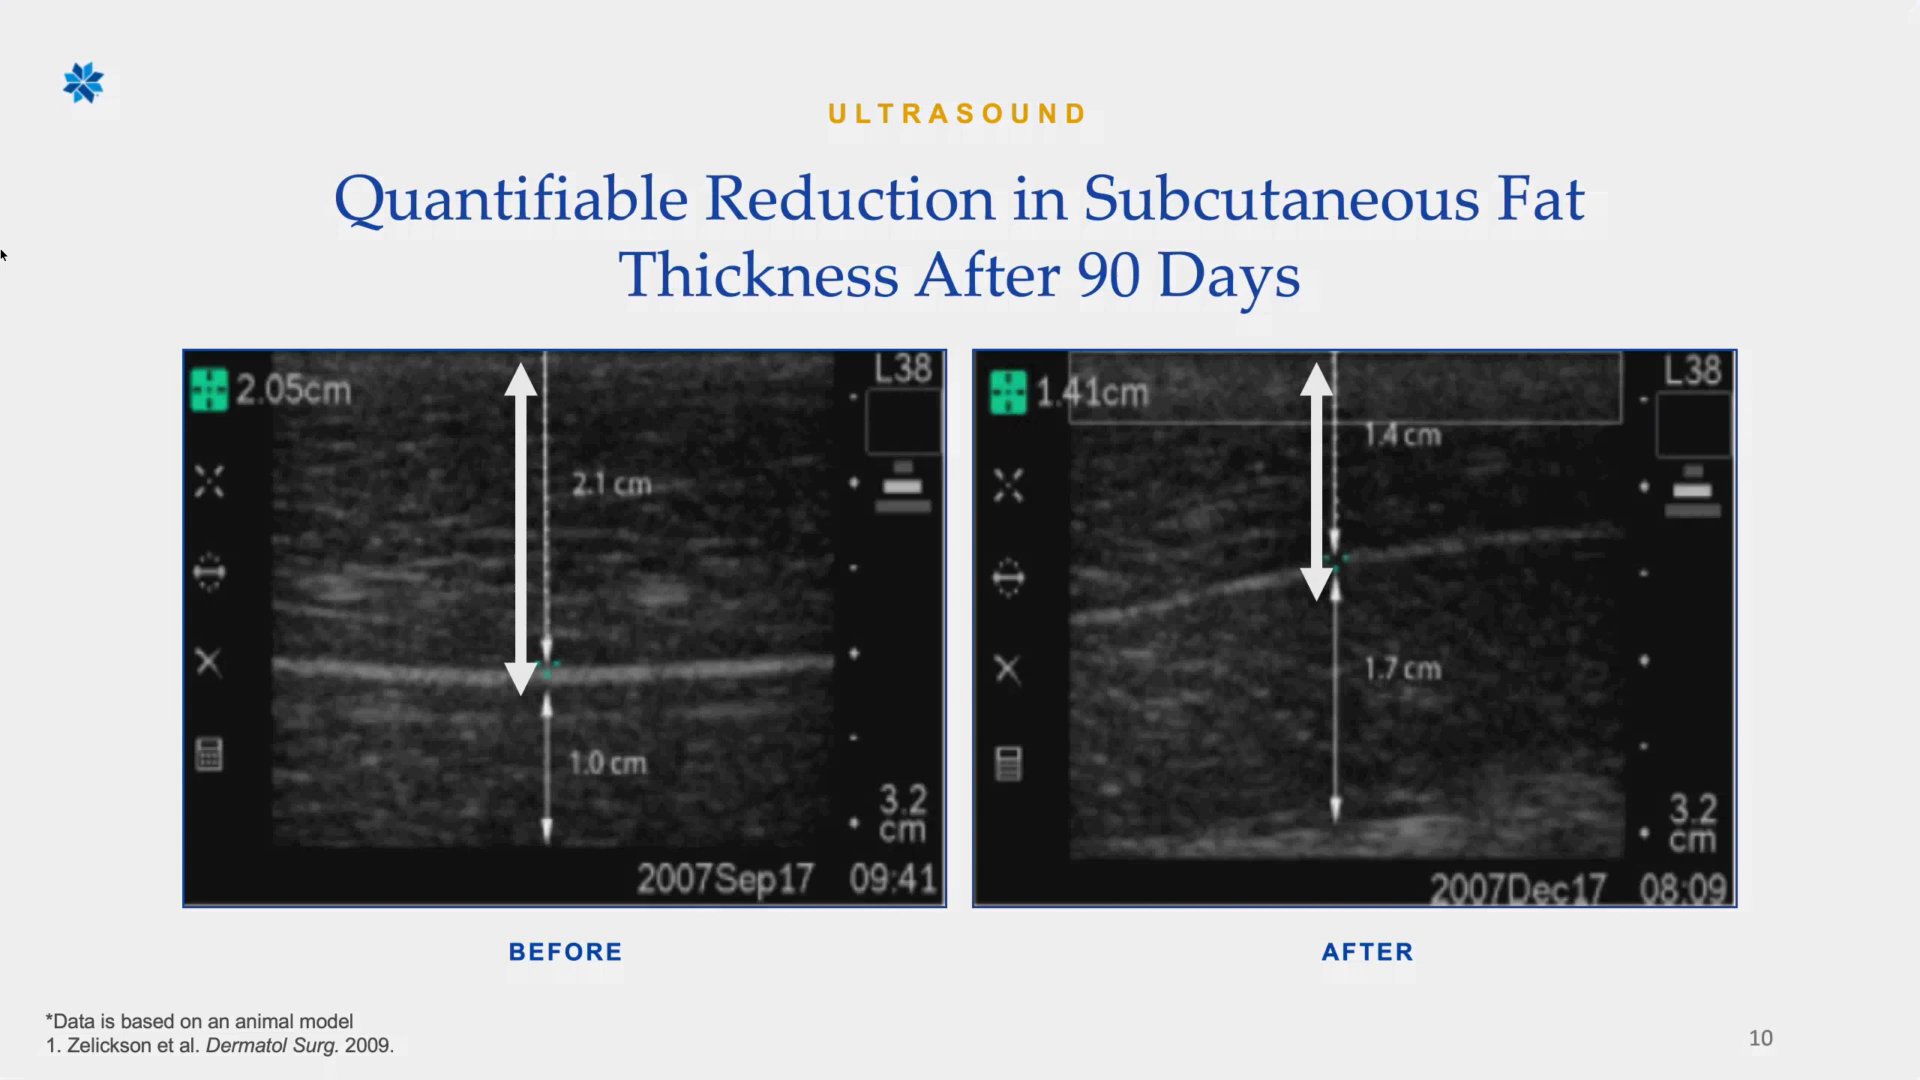 ULTRASOUND
Quantifiable Reduction in Subcutaneous Fat
Thickness After 90 Days
2.05cm
L38
2.1 cm
1.0 cm
3.2
cm
2007Sep17 09:41
1.41cm
L38
1.4 cm
1.7 cm
3.2
cm
2007Dec17 08:09
BEFORE
AFTER
*Data is based on an animal model
1. Zelickson et al. Dermatol Surg. 2009.
10